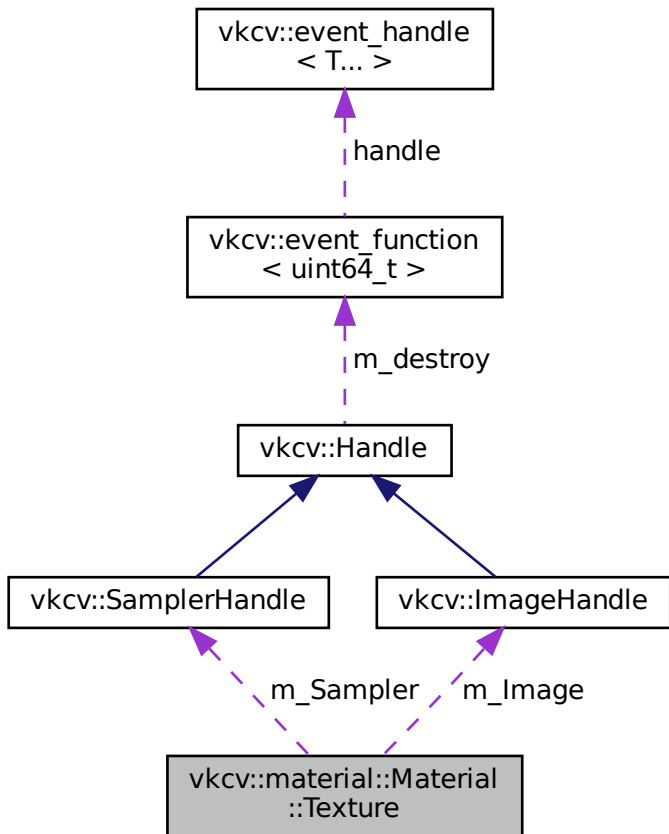 vkcv::event_handle
< T... >
handle
vkcv::event_function
< uint64_t >
m_destroy
vkcv::Handle
vkcv::SamplerHandle
vkcv::ImageHandle
m_Sampler
m_Image
vkcv::material::Material
::Texture